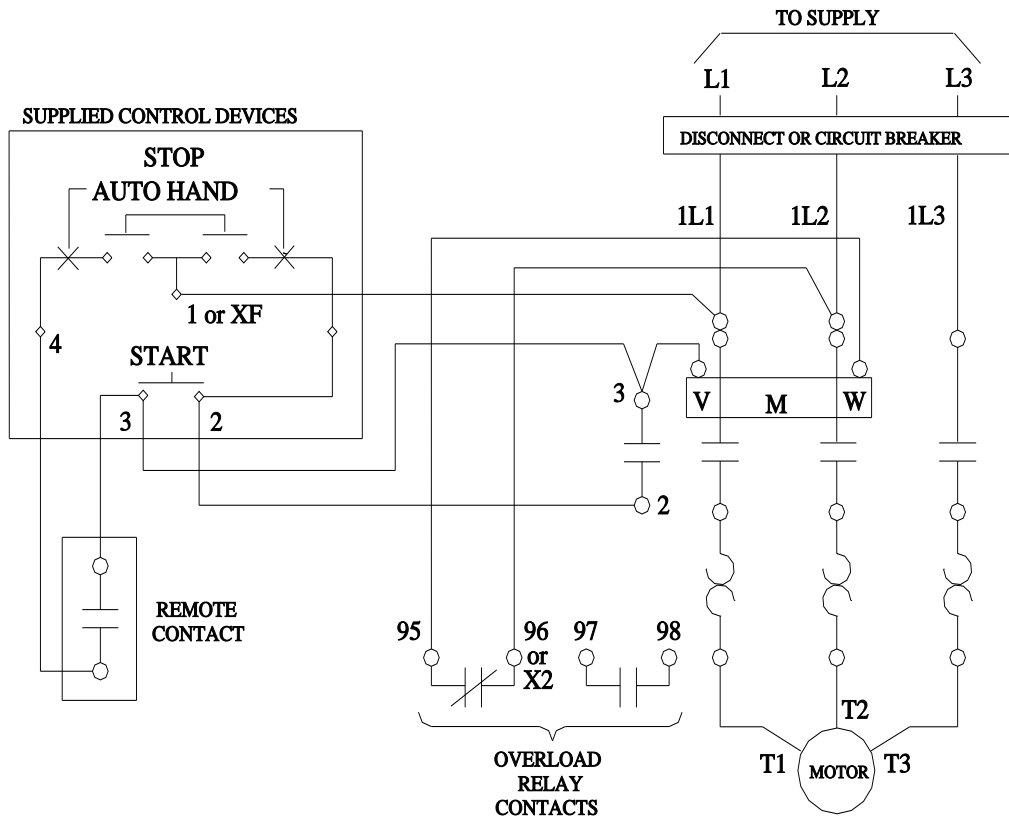 TO SUPPLY
L1
L2
L3
SUPPLIED CONTROL DEVICES
DISCONNECT OR CIRCUIT BREAKER
STOP
AUTO HAND
1L1
1L2
1L3
1 or XF
4
START
3
2
3
V
M
W
2
REMOTE
CONTACT
95
96
or
X2
97
98
OVERLOAD
RELAY
CONTACTS
T1
T2
T3
MOTOR